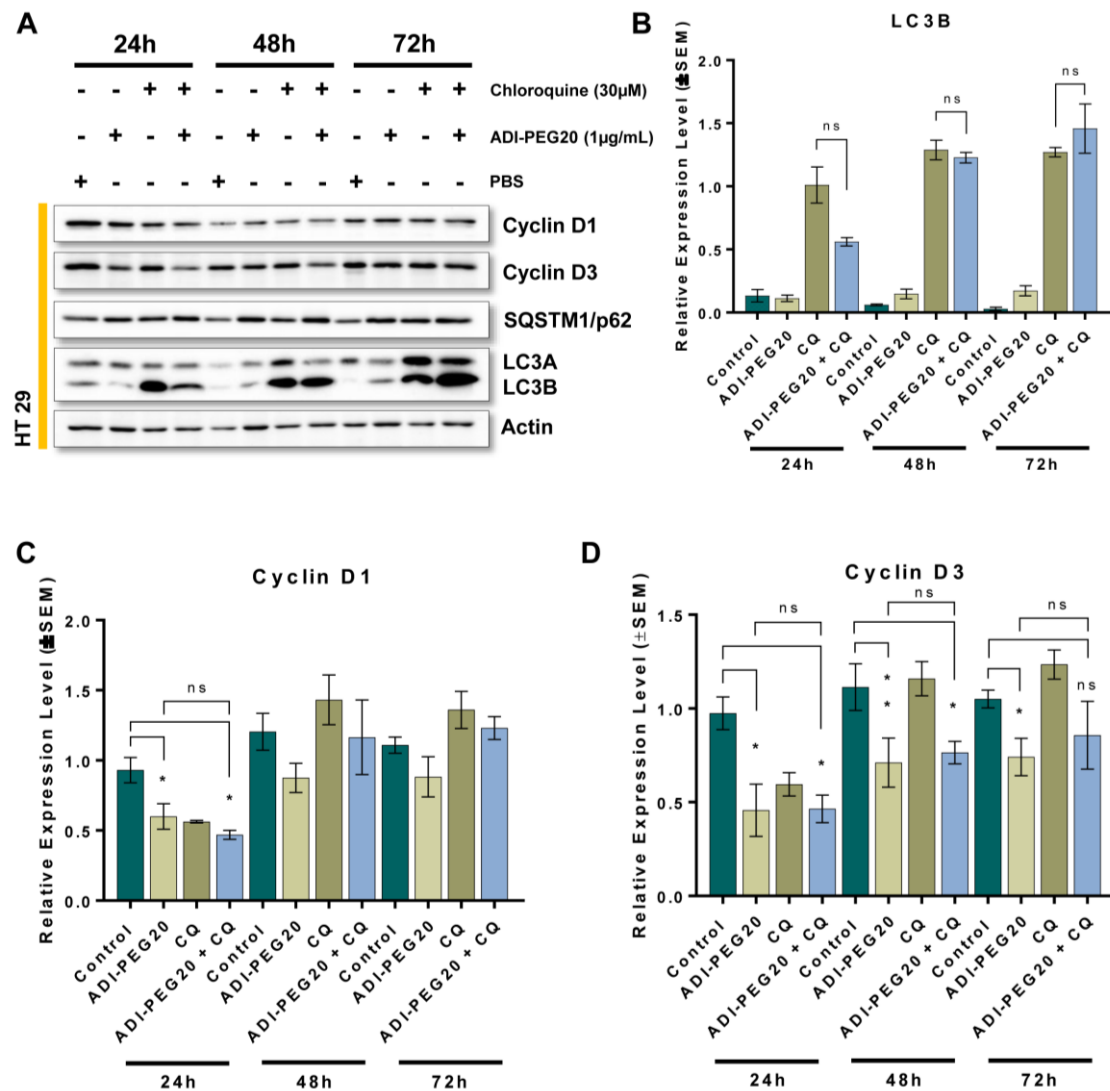 A
24h 48h 72h
- - + + - - + + - - + + Chloroquine (30µM)
- + - + - + - + - + - + ADI-PEG20 (1µg/mL)
+ - - - + - - - + - - - PBS
HT 29
Cyclin D1
Cyclin D3
SQSTM1/p62
LC3A
LC3B
Actin
B
LC3B
Relative Expression Level (±SEM)
2.0
1.5
1.0
0.5
0.0
ns
ns
ns
Control
ADI-PEG20
CQ
ADI-PEG20 + CQ
Control
ADI-PEG20
CQ
ADI-PEG20 + CQ
Control
ADI-PEG20
CQ
ADI-PEG20 + CQ
24h 48h 72h
C
Cyclin D1
Relative Expression Level (±SEM)
2.0
1.5
1.0
0.5
0.0
ns
*
*
Control
ADI-PEG20
CQ
ADI-PEG20 + CQ
Control
ADI-PEG20
CQ
ADI-PEG20 + CQ
Control
ADI-PEG20
CQ
ADI-PEG20 + CQ
24h 48h 72h
D
Cyclin D3
Relative Expression Level (±SEM)
1.5
1.0
0.5
0.0
ns
*
*
ns
*
*
*
ns
*
ns
Control
ADI-PEG20
CQ
ADI-PEG20 + CQ
Control
ADI-PEG20
CQ
ADI-PEG20 + CQ
Control
ADI-PEG20
CQ
ADI-PEG20 + CQ
24h 48h 72h